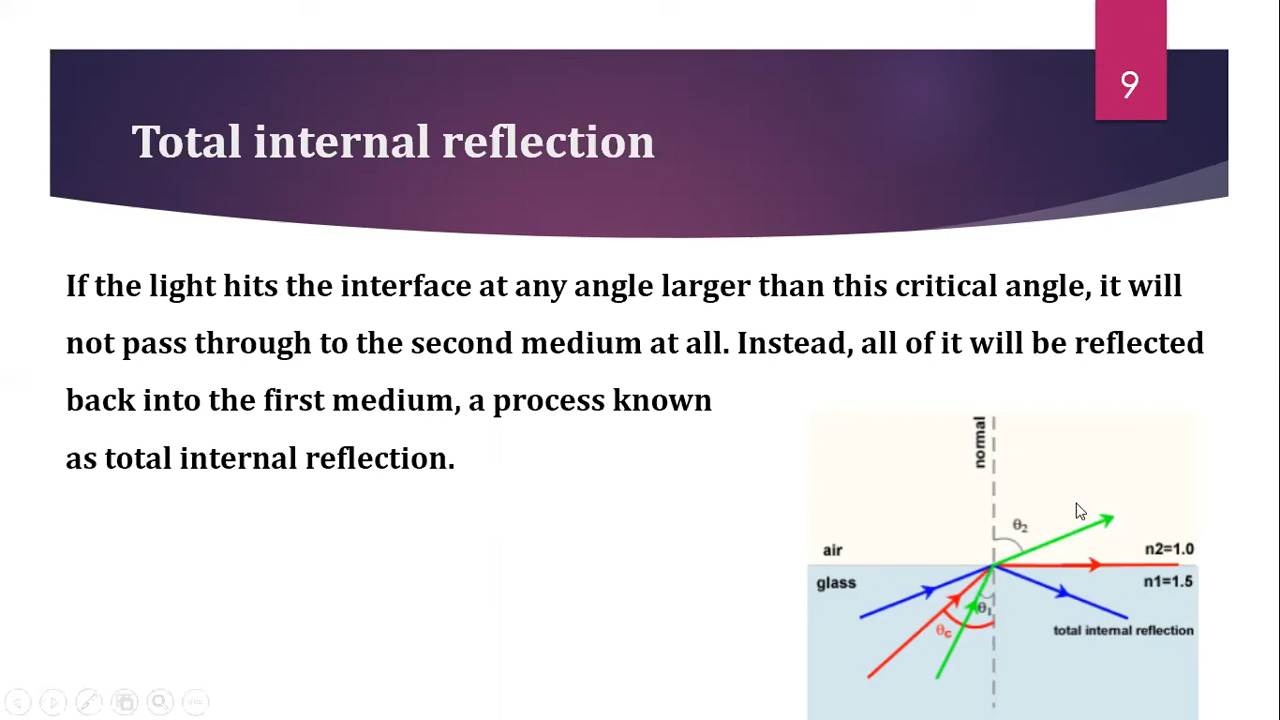 9
Total internal reflection
If the light hits the interface at any angle larger than this critical angle, it will
not pass through to the second medium at all. Instead, all of it will be reflected
back into the first medium, a process known
as total internal reflection.
normal
θ₂
air
n2=1.0
glass
n1=1.5
θ₁
θc
total internal reflection